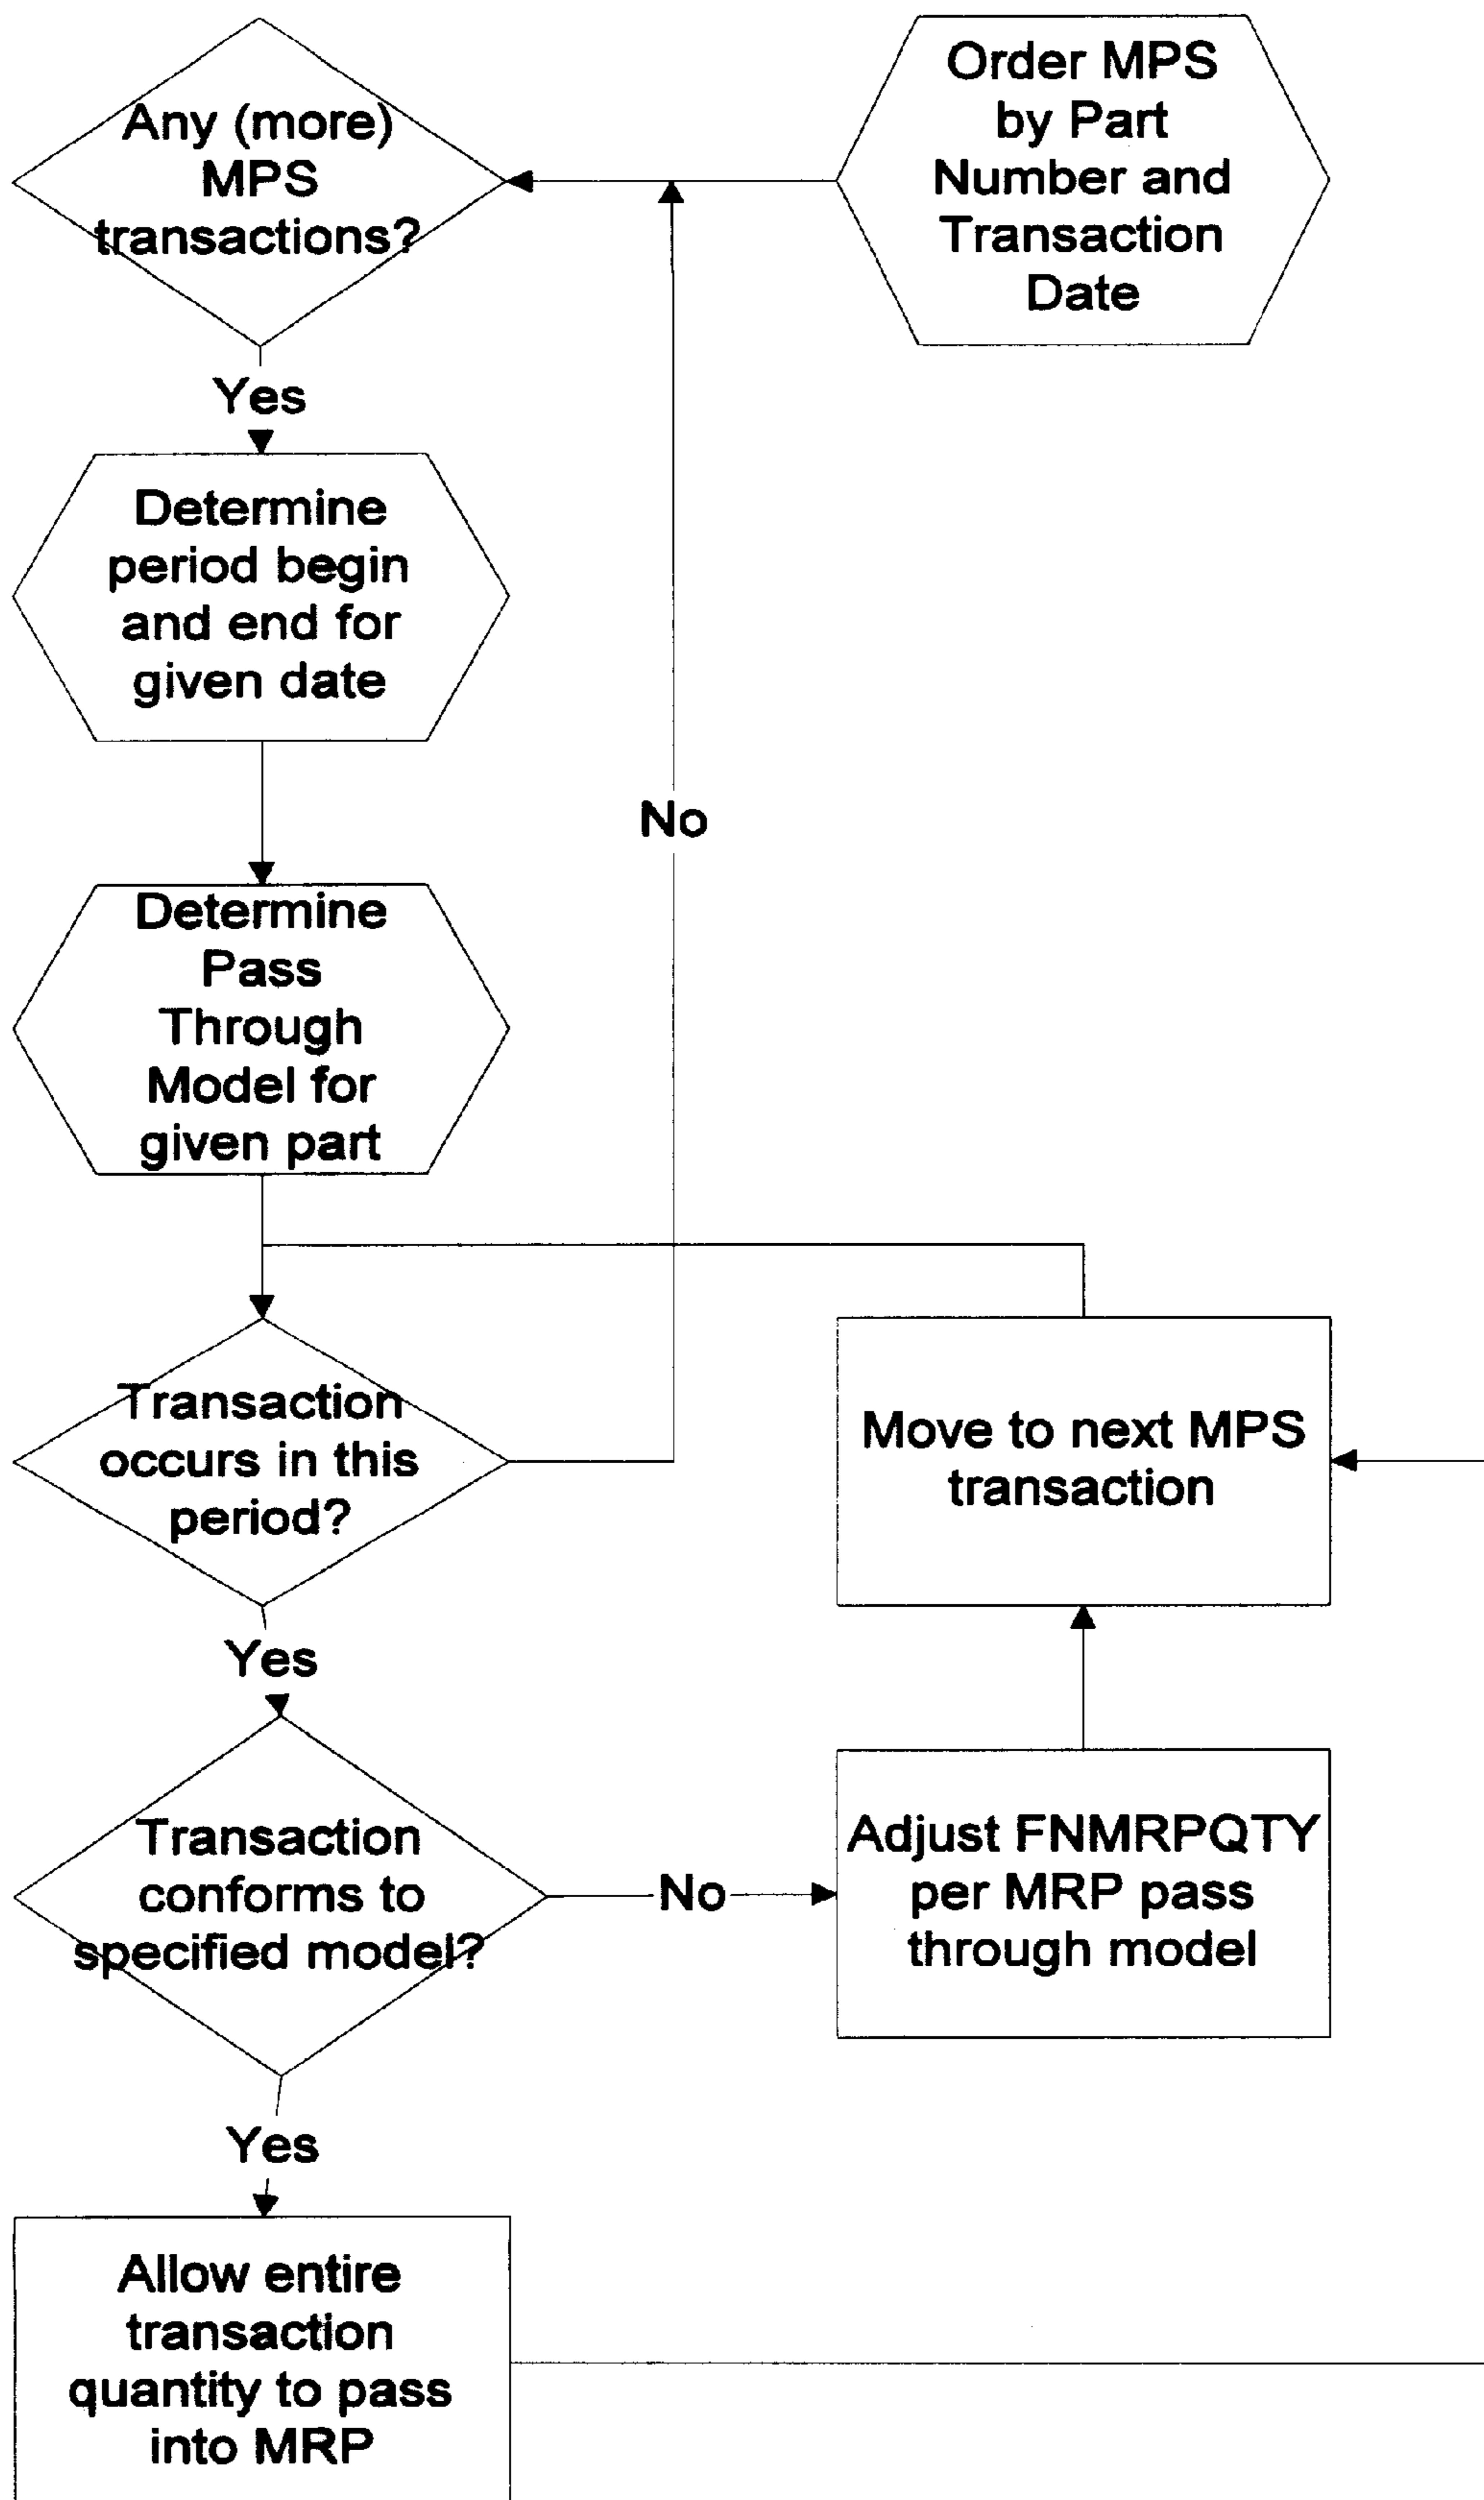 Any (more)
MPS
transactions?
Order MPS
by Part
Number and
Transaction
Date
Yes
Determine
period begin
and end for
given date
No
Determine
Pass
Through
Model for
given part
Transaction
occurs in this
period?
Move to next MPS
transaction
Yes
Transaction
conforms to
specified model?
No
Adjust FNMRPQTY
per MRP pass
through model
Yes
Allow entire
transaction
quantity to pass
into MRP